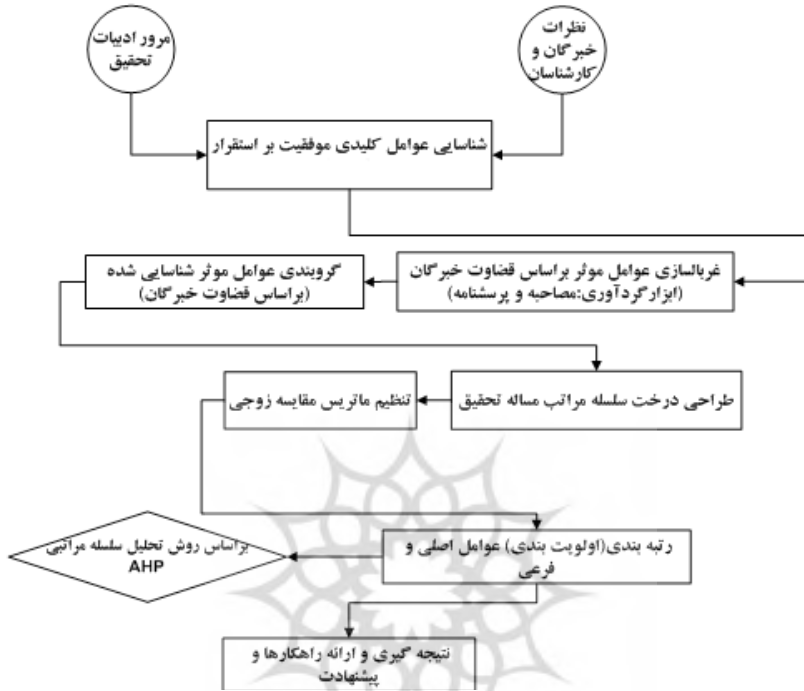 مرور ادبیات
تحقیق
نظرات
خبرگان و
کارشناسان
شناسایی عوامل کلیدی موفقیت بر استقرار
غربالسازی عوامل موثر براساس قضاوت خبرگان
(ابزارگردآوری:مصاحبه و پرسشنامه)
گروبندی عوامل موثر شناسایی شده
(براساس قضاوت خبرگان)
طراحی درخت سلسله مراتب مساله تحقیق
تنظیم ماتریس مقایسه زوجی
رتبه بندی(اولویت بندی) عوامل اصلی و
فرعی
براساس روش تحلیل سلسله مراتبی
AHP
نتیجه گیری و ارائه راهکارها و
پیشنهادت